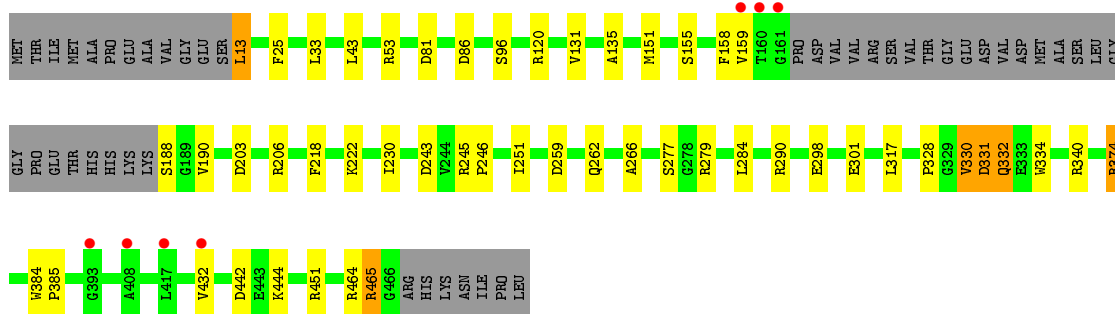 MET THR ILE MET ALA PRO GLU ALA VAL GLY GLU SER L13 F25 L33 L43 R53 D81 D86 S96 R120 V131 A135 M151 S155 F158 V159 T160 G161 PRO ASP VAL VAL ARG SER VAL THR GLY GLU ASP VAL ASP MET ALA SER LEU GLY
GLY PRO GLU THR HIS HIS LYS LYS S188 G189 V190 D203 R206 F218 K222 I230 D243 V244 R245 P246 I251 D259 Q262 A266 S277 G278 R279 L284 R290 E298 E301 L317 P328 G329 V330 D331 Q332 E333 W334 R340 R374
W384 P385 G393 A408 L417 V432 D442 E443 K444 R451 R464 R465 G466 ARG HIS LYS ASN ILE PRO LEU